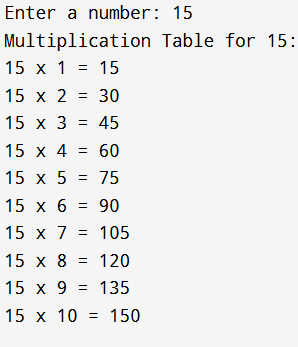 Enter a number: 15
Multiplication Table for 15:
15 x 1 = 15
15 x 2 = 30
15 x 3 = 45
15 x 4 = 60
15 x 5 = 75
15 x 6 = 90
15 x 7 = 105
15 x 8 = 120
15 x 9 = 135
15 x 10 = 150